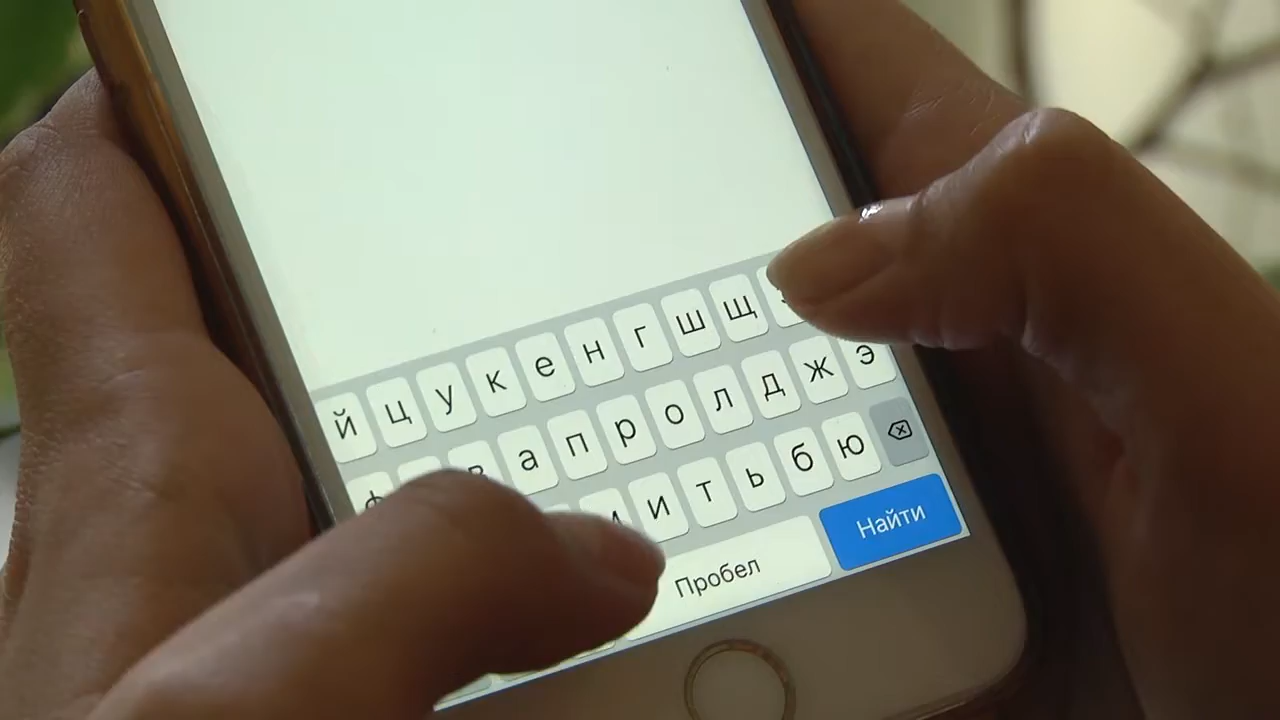 й ц у к е н г ш щ
ф в а п р о л д ж э
м и т ь б ю
Пробел Найти